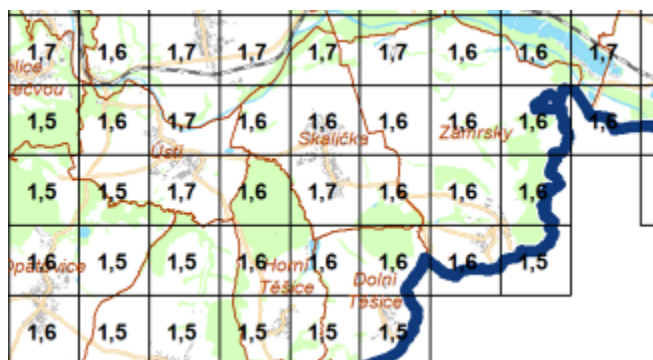 1,7 1,6 1,7 1,7 1,7 1,7 1,6 1,6 1,7
1,5 1,6 1,7 1,6 1,6 1,6 1,6 1,6 1,6
Ústí Skalička Zámrsky
1,5 1,5 1,7 1,6 1,7 1,6 1,6 1,6
Opatovice 1,5 1,5 1,6 1,6 1,6 1,6 1,5
Horní
Těšice
Dolní
Těšice
1,6 1,5 1,5 1,5 1,5 1,5